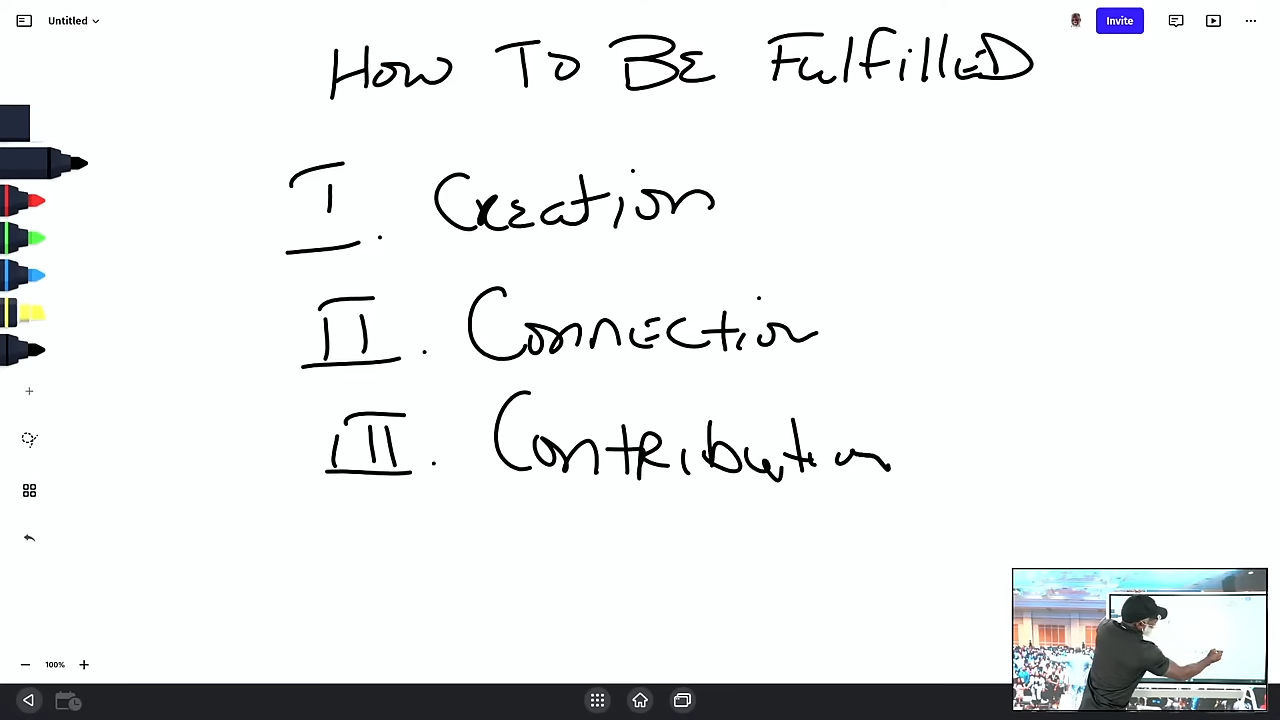 Untitled
Invite
How To BE FulfillED
I. Creation
II. Connection
III. Contribution
100%